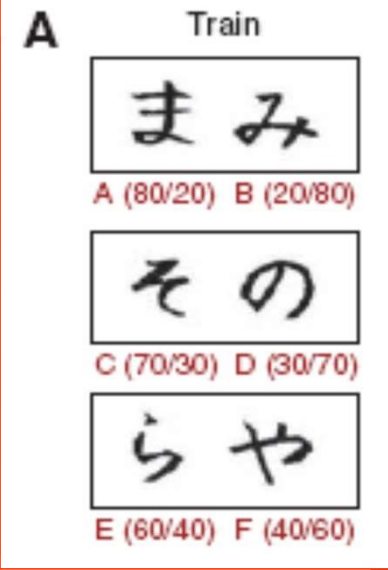 A Train
ま み
A (80/20) B (20/80)
そ の
C (70/30) D (30/70)
ら や
E (60/40) F (40/60)